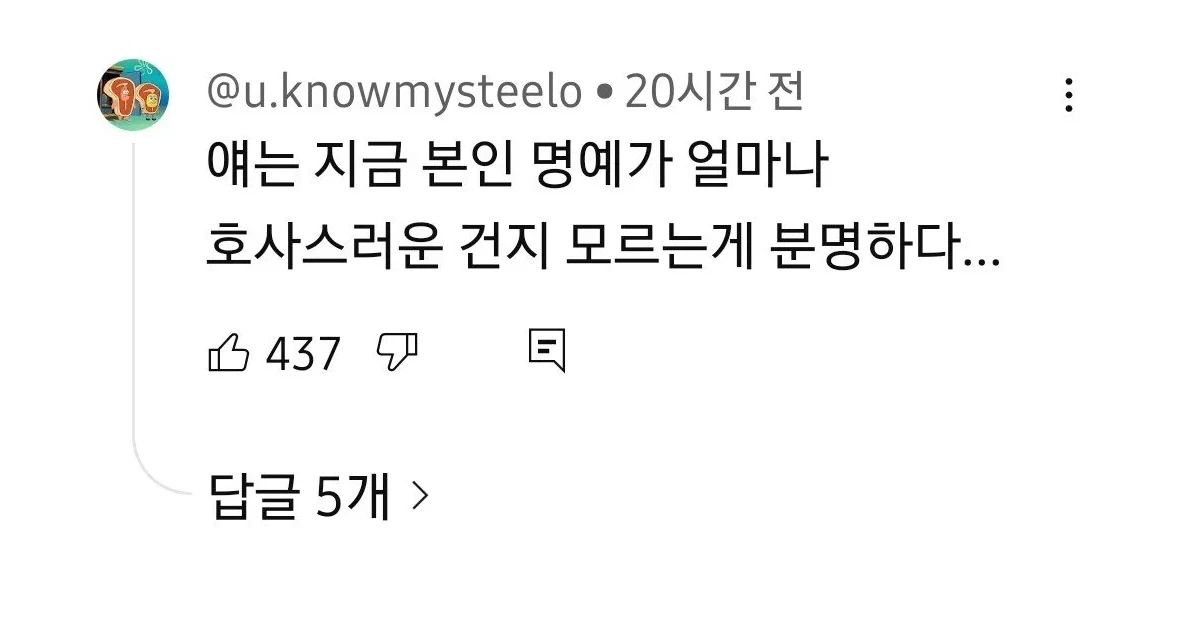 @u.knowmysteelo • 20시간 전
얘는 지금 본인 명예가 얼마나
호사스러운 건지 모르는게 분명하다...
437
답글 5개 >